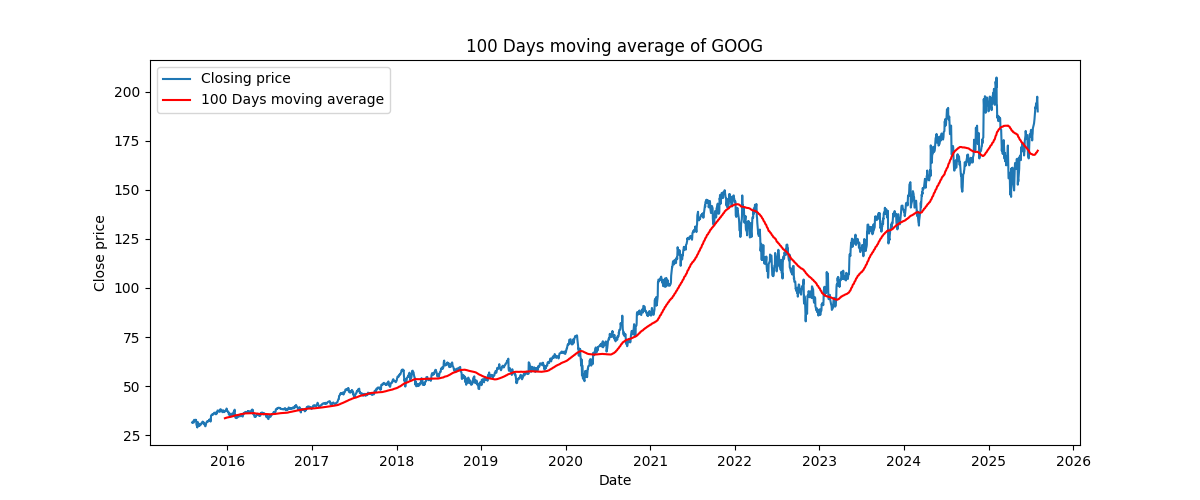 100 Days moving average of GOOG
Closing price
100 Days moving average
Close price
200
175
150
125
100
75
50
25
2016 2017 2018 2019 2020 2021 2022 2023 2024 2025 2026
Date